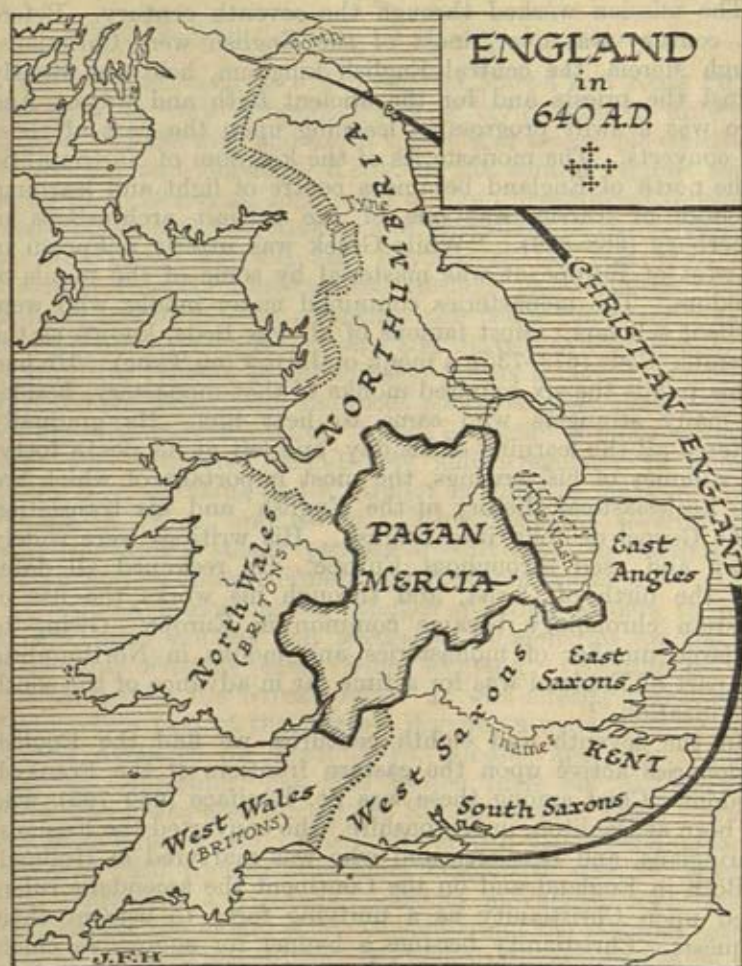 ENGLAND
in
640 A.D.
Forth
NORTHUMBRIA
Tyne
CHRISTIAN ENGLAND
The Wash
PAGAN
MERCIA
East
Angles
North Wales
(BRITONS)
East
Saxons
West Saxons
Thames
KENT
South Saxons
West Wales
(BRITONS)
J.F.H